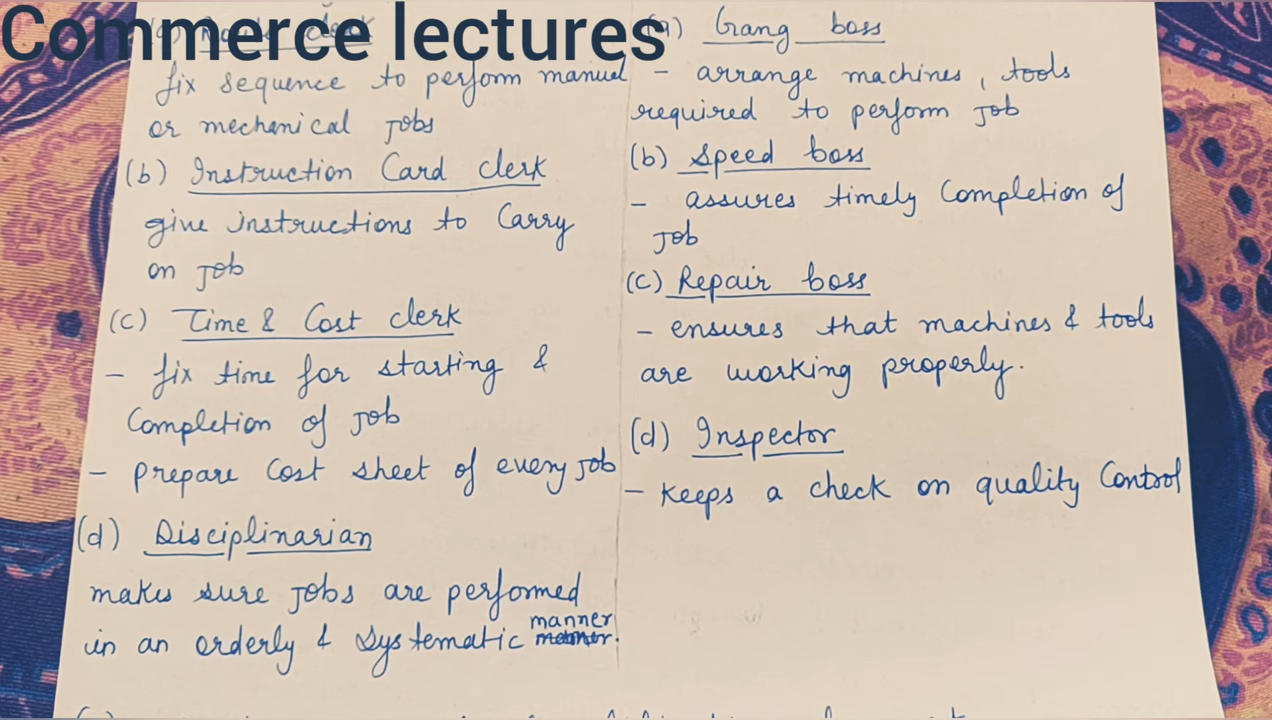 Commerce lectures
fix sequence to perform manual
or mechanical jobs
(b) Instruction Card clerk
give instructions to carry
on job
(c) Time & Cost clerk
- fix time for starting &
completion of job
- prepare cost sheet of every job
(d) Disciplinarian
makes sure jobs are performed
in an orderly & systematic manner.
(a) Gang boss
- arrange machines, tools
required to perform job
(b) Speed boss
- assures timely completion of
job
(c) Repair boss
- ensures that machines & tools
are working properly.
(d) Inspector
- keeps a check on quality control